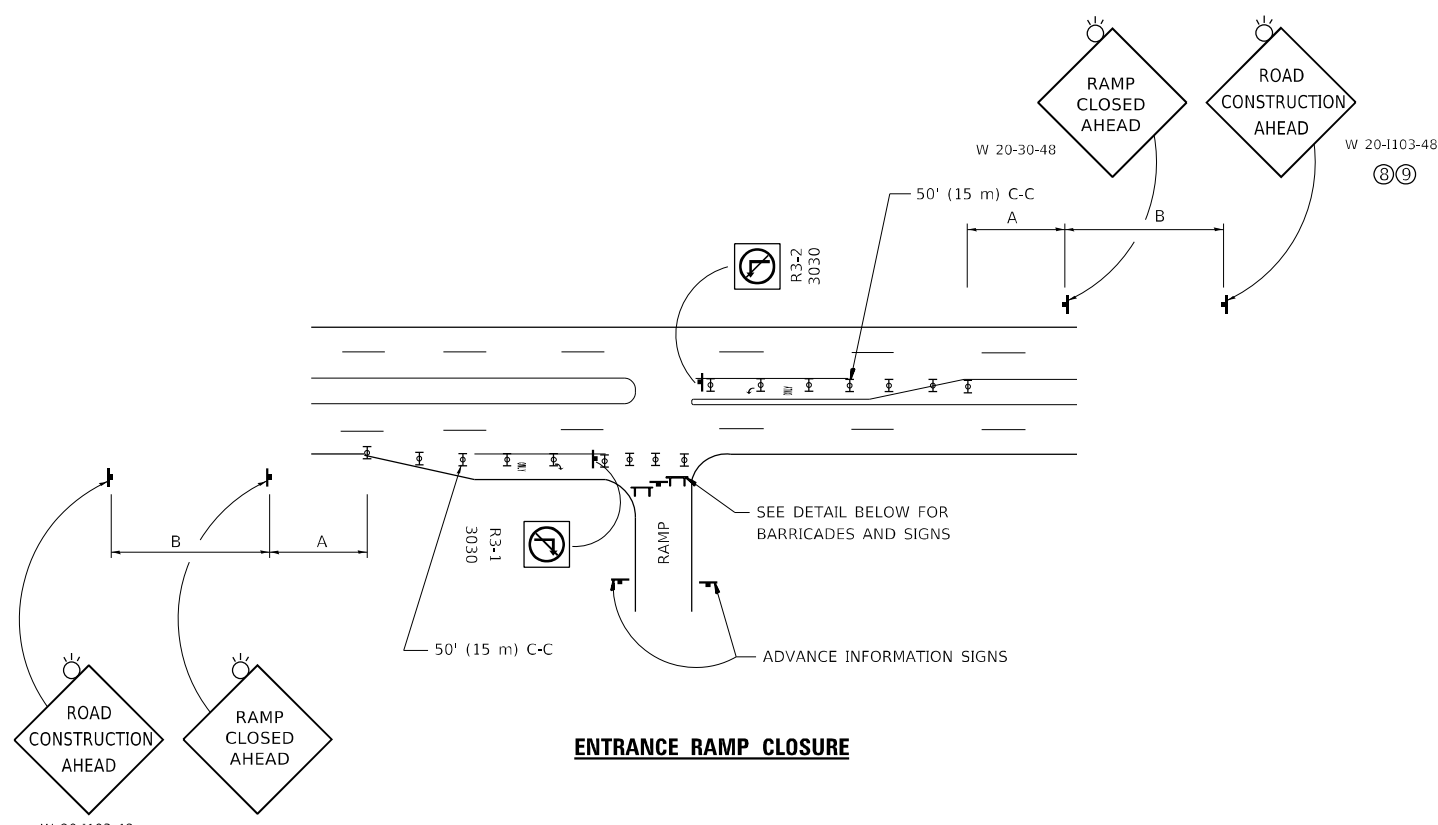 RAMP
CLOSED
AHEAD
ROAD
CONSTRUCTION
AHEAD
W 20-30-48
W 20-I103-48
⑧⑨
50' (15 m) C-C
A
B
R3-2
3030
ONLY
ONLY
SEE DETAIL BELOW FOR
BARRICADES AND SIGNS
R3-1
3030
RAMP
B
A
50' (15 m) C-C
ADVANCE INFORMATION SIGNS
ROAD
CONSTRUCTION
AHEAD
RAMP
CLOSED
AHEAD
ENTRANCE RAMP CLOSURE